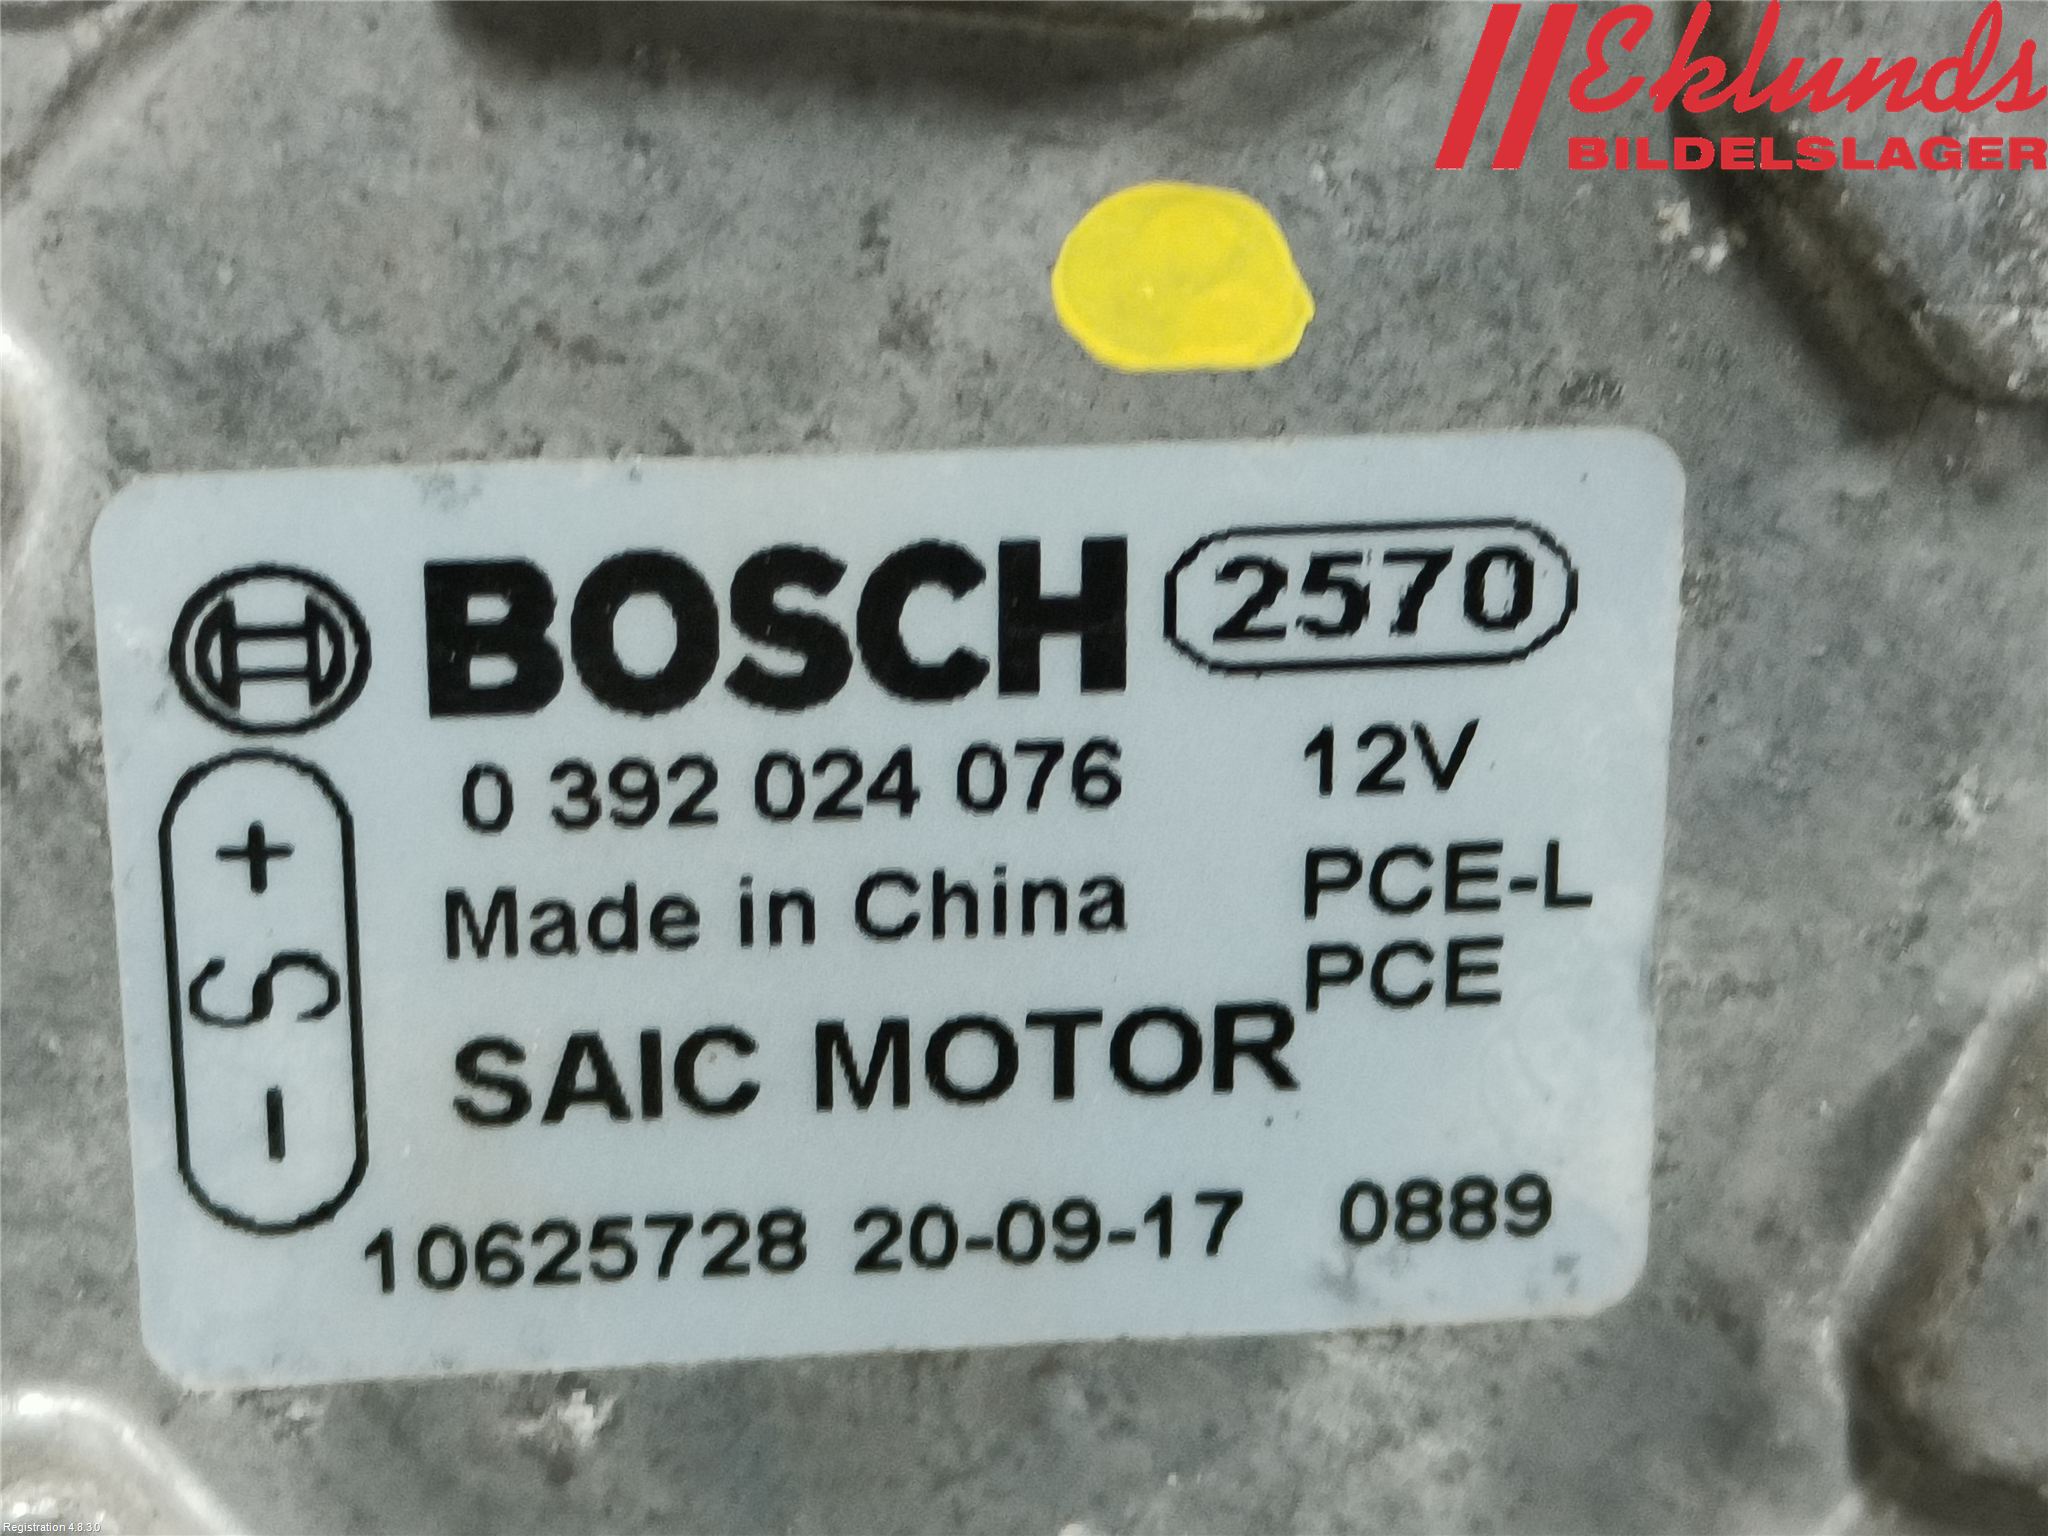 Eklunds
BILDELSLAGER
BOSCH 2570
0 392 024 076 12V
Made in China PCE-L
PCE
SAIC MOTOR
+ S -
10625728 20-09-17 0889
Registration 4.8.3.0